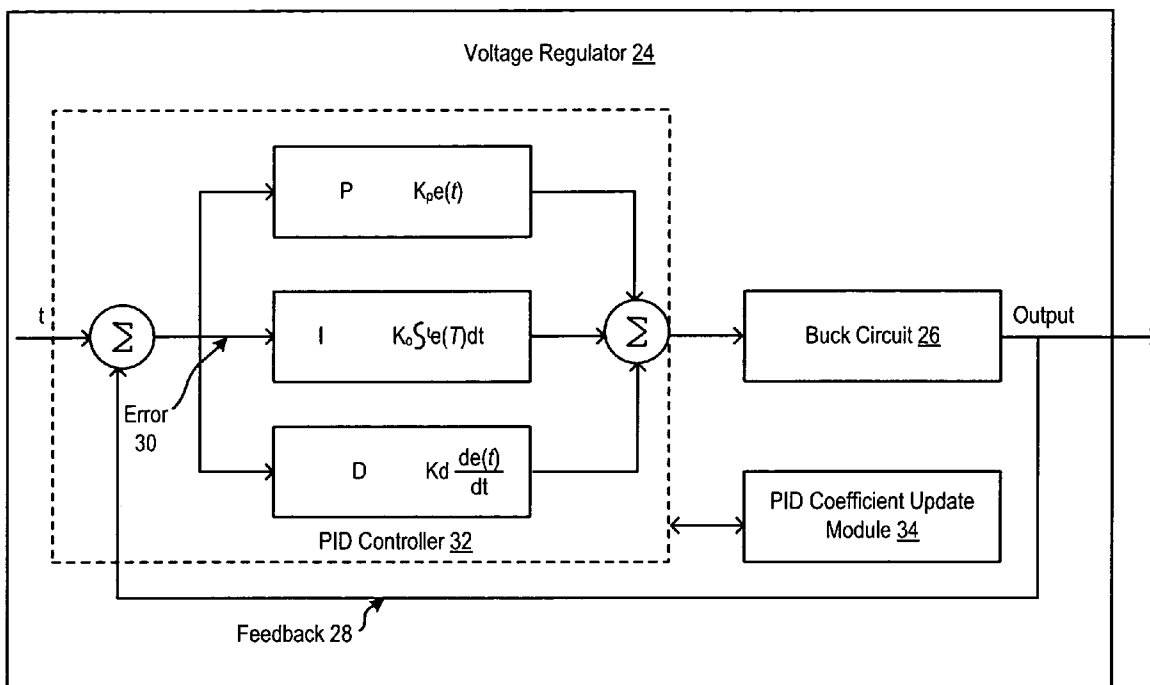 Voltage Regulator 24
P Kpe(t)
t
Σ
I Ko∫te(T)dt
Σ
Buck Circuit 26
Output
Error
30
D Kd de(t)
dt
PID Controller 32
PID Coefficient Update
Module 34
Feedback 28